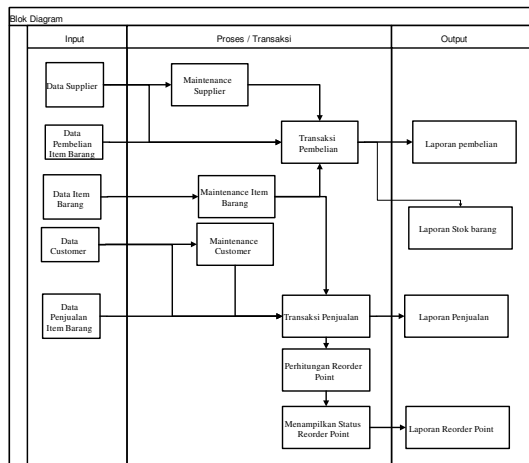 Blok Diagram
Input
Proses / Transaksi
Output
Data Supplier
Maintenance
Supplier
Data
Pembelian
Item Barang
Transaksi
Pembelian
Laporan pembelian
Data Item
Barang
Maintenance Item
Barang
Laporan Stok barang
Data
Customer
Maintenance
Customer
Data
Penjualan
Item Barang
Transaksi Penjualan
Laporan Penjualan
Perhitungan Reorder
Point
Menampilkan Status
Reorder Point
Laporan Reorder Point